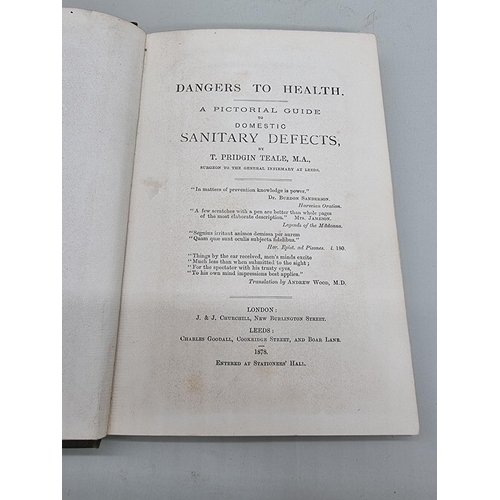 DANGERS TO HEALTH.
A PICTORIAL GUIDE
TO
DOMESTIC
SANITARY DEFECTS,
BY
T. PRIDGIN TEALE, M.A.,
SURGEON TO THE GENERAL INFIRMARY AT LEEDS.
"In matters of prevention knowledge is power."
Dr. Burdon Sanderson.
Harveian Oration.
"A few scratches with a pen are better than whole pages
of the most elaborate description." Mrs. Jameson.
Legends of the Madonna.
"Segnius irritant animos demissa per aurem
"Quam quæ sunt oculis subjecta fidelibus."
Hor. Epist. ad Pisones. i. 180.
"Things by the ear received, men's minds excite
"Much less than when submitted to the sight;
"For the spectator with his trusty eyes,
"To his own mind impressions best applies."
Translation by Andrew Wood, M.D.
LONDON:
J. & J. Churchill, New Burlington Street.
LEEDS:
Charles Goodall, Cookridge Street, and Boar Lane.
1878.
Entered at Stationers' Hall.